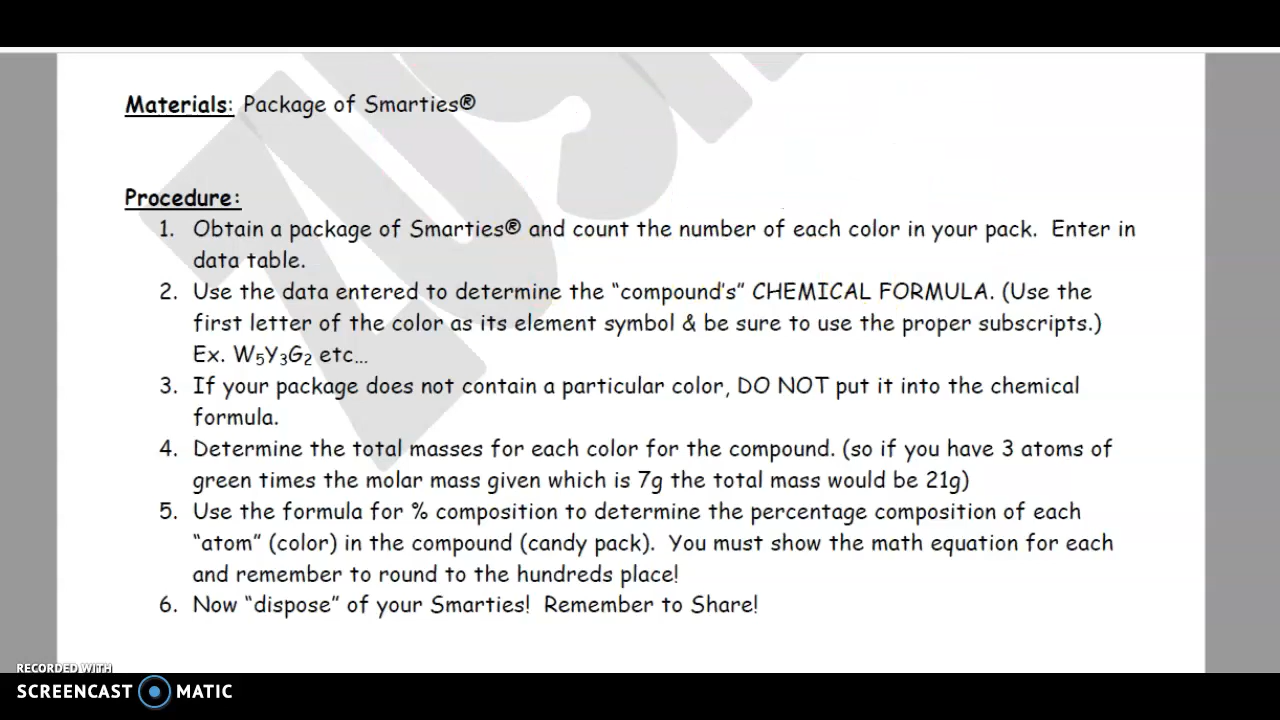 Materials: Package of Smarties®
Procedure:
1. Obtain a package of Smarties® and count the number of each color in your pack. Enter in
data table.
2. Use the data entered to determine the “compound’s” CHEMICAL FORMULA. (Use the
first letter of the color as its element symbol & be sure to use the proper subscripts.)
Ex. W₅Y₃G₂ etc…
3. If your package does not contain a particular color, DO NOT put it into the chemical
formula.
4. Determine the total masses for each color for the compound. (so if you have 3 atoms of
green times the molar mass given which is 7g the total mass would be 21g)
5. Use the formula for % composition to determine the percentage composition of each
“atom” (color) in the compound (candy pack). You must show the math equation for each
and remember to round to the hundreds place!
6. Now “dispose” of your Smarties! Remember to Share!
RECORDED WITH
SCREENCAST MATIC